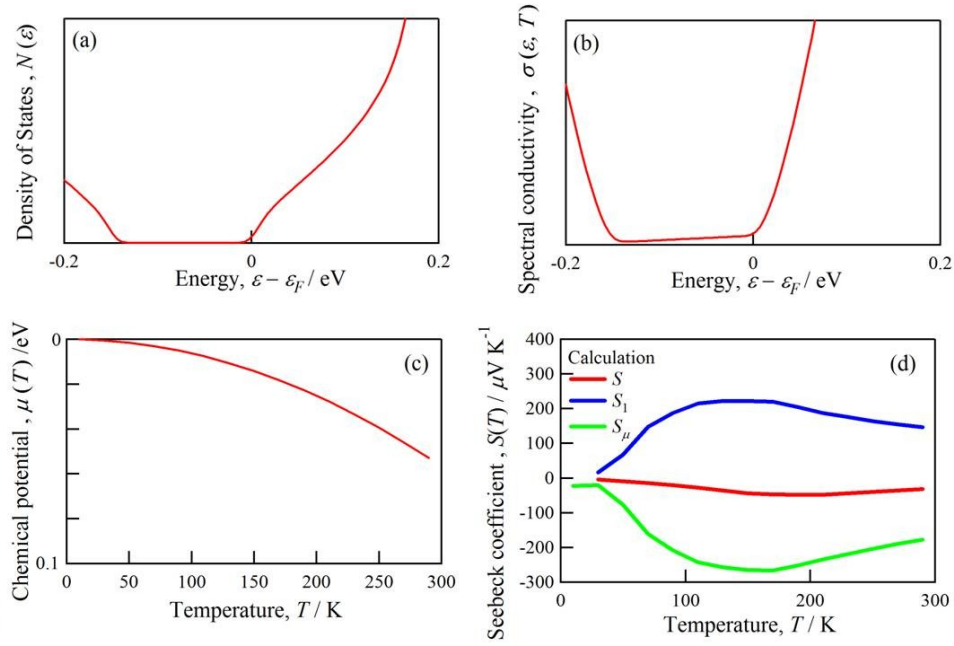 (a)
Density of States , N (ε)
-0.2
0
0.2
Energy, ε – εF / eV
(b)
Spectral conductivity , σ (ε, T)
-0.2
0
0.2
Energy, ε – εF / eV
(c)
Chemical potential , μ (T) /eV
0
0.1
0
50
100
150
200
250
300
Temperature, T / K
(d)
Seebeck coefficient , S(T) / μV K⁻¹
400
300
200
100
0
-100
-200
-300
Calculation
S
S₁
Sμ
0
100
200
300
Temperature, T / K